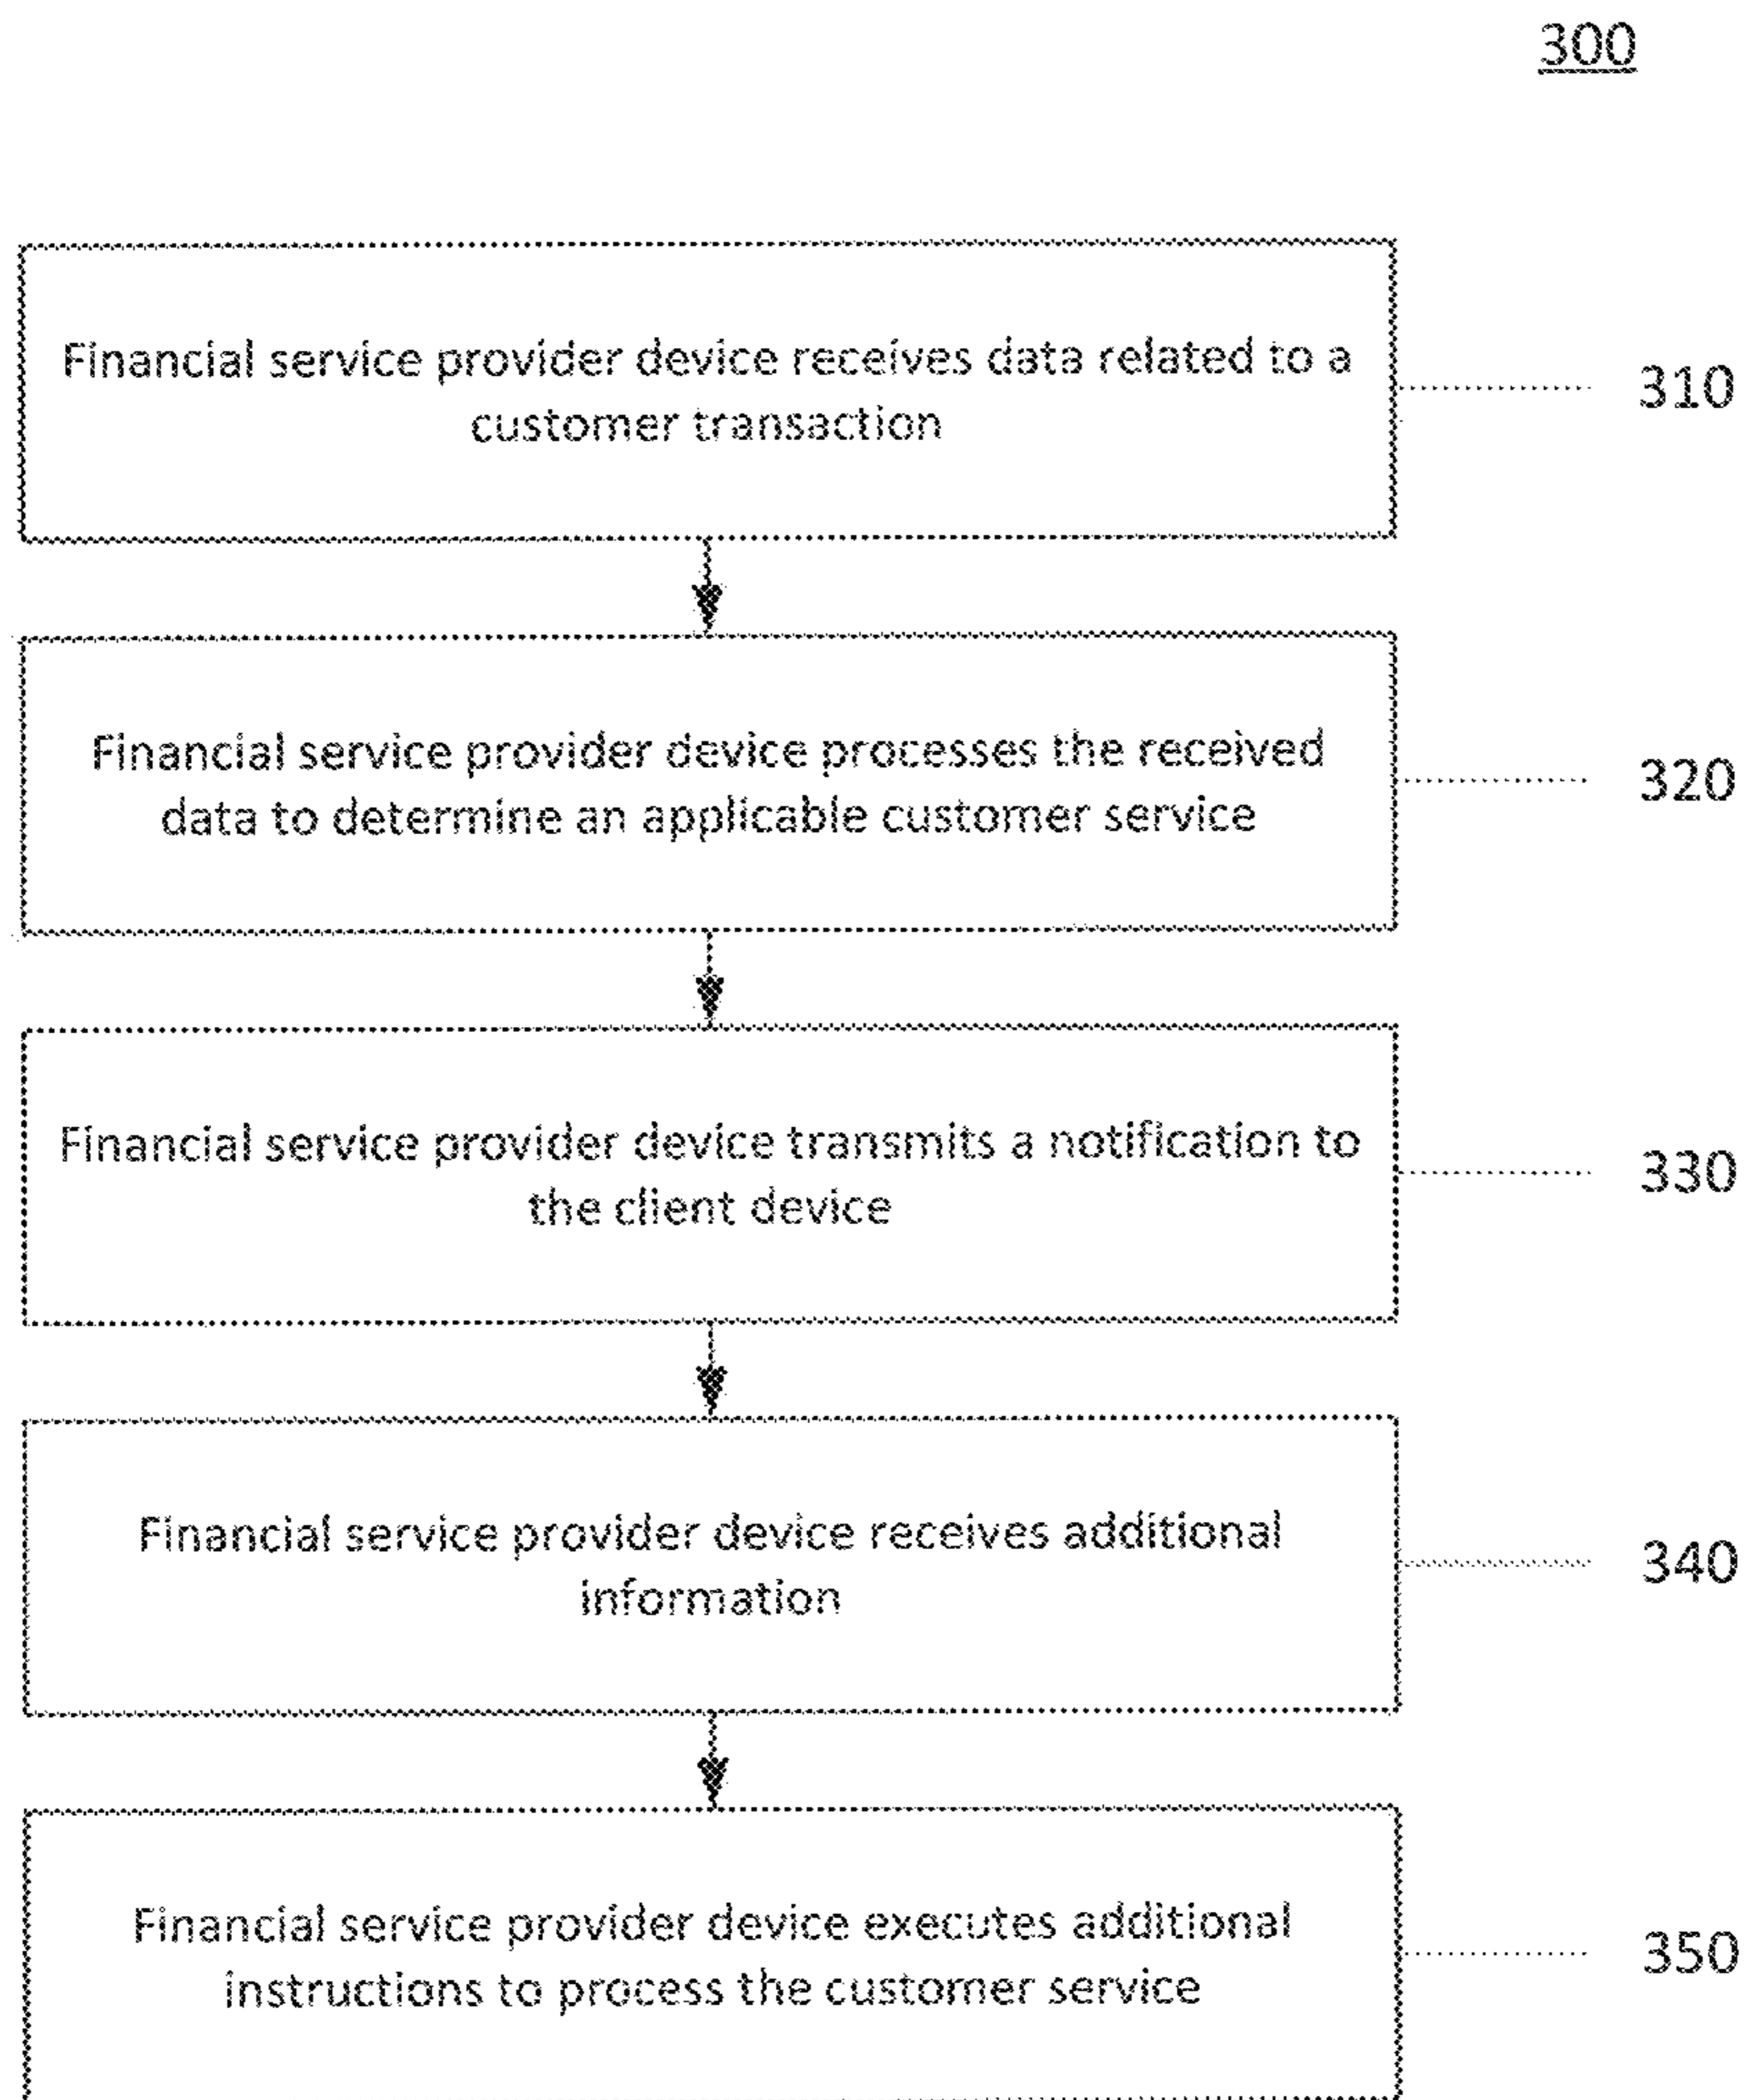 300
Financial service provider device receives data related to a
customer transaction
310
Financial service provider device processes the received
data to determine an applicable customer service
320
Financial service provider device transmits a notification to
the client device
330
Financial service provider device receives additional
information
340
Financial service provider device executes additional
instructions to process the customer service
350